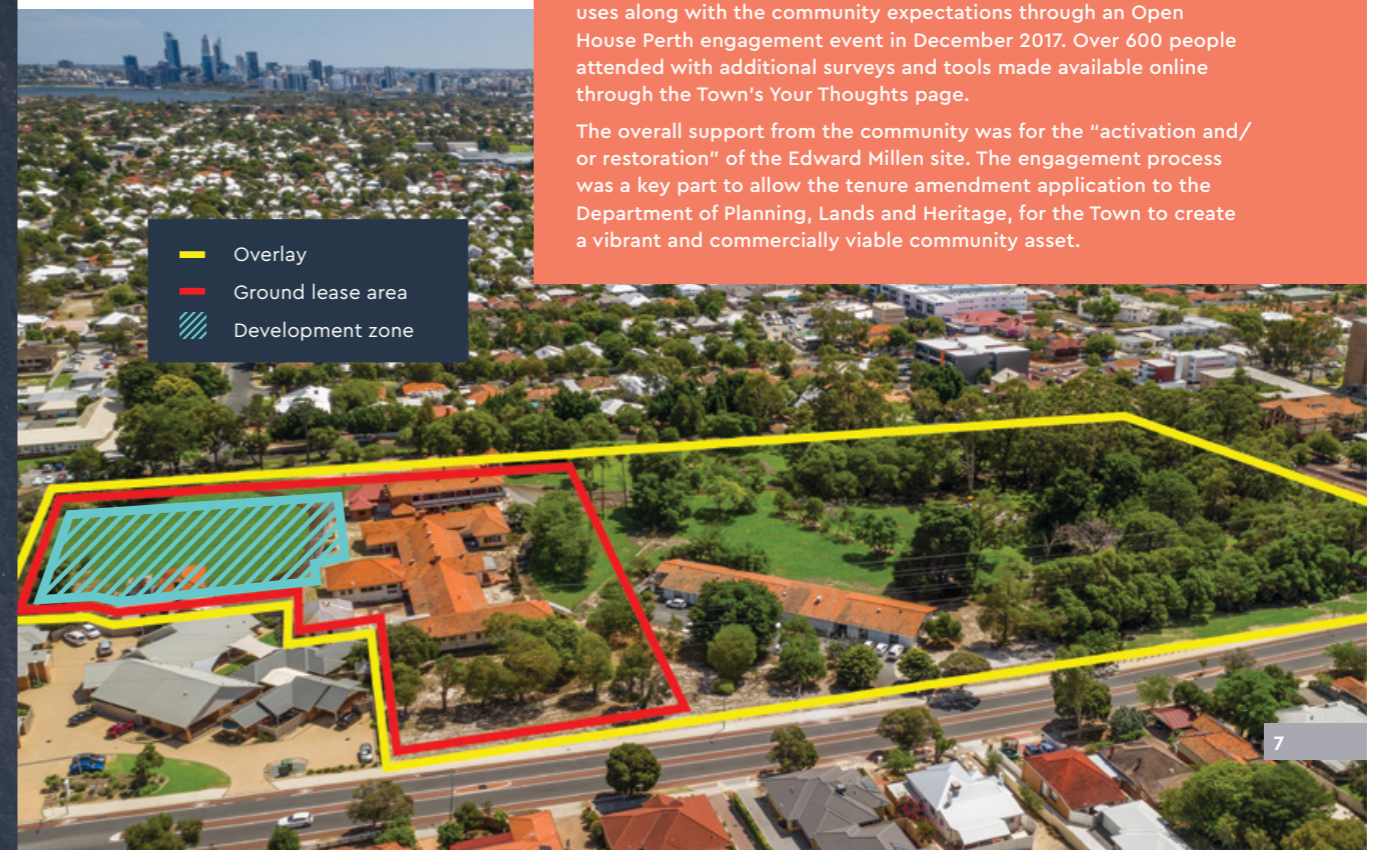 uses along with the community expectations through an Open
House Perth engagement event in December 2017. Over 600 people
attended with additional surveys and tools made available online
through the Town's Your Thoughts page.
The overall support from the community was for the “activation and/
or restoration” of the Edward Millen site. The engagement process
was a key part to allow the tenure amendment application to the
Department of Planning, Lands and Heritage, for the Town to create
a vibrant and commercially viable community asset.
Overlay
Ground lease area
Development zone
7